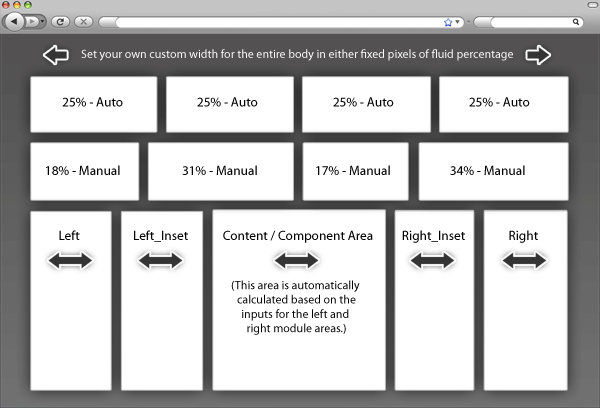 Set your own custom width for the entire body in either fixed pixels of fluid percentage
25% - Auto
25% - Auto
25% - Auto
25% - Auto
18% - Manual
31% - Manual
17% - Manual
34% - Manual
Left
Left_Inset
Content / Component Area
Right_Inset
Right
(This area is automatically
calculated based on the
inputs for the left and
right module areas.)